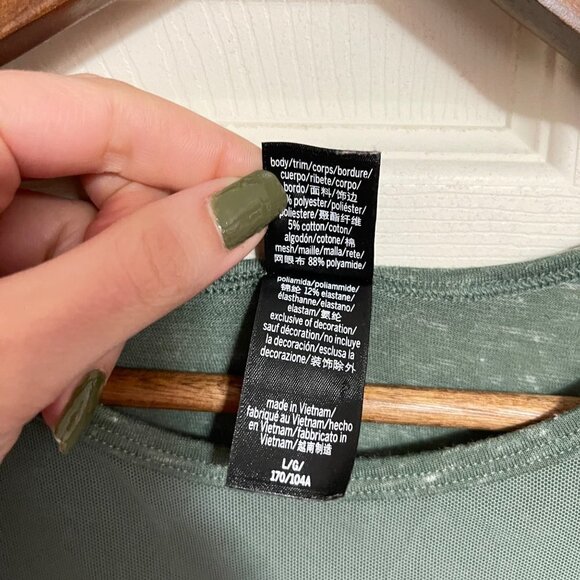 body/trim/corps/bordure/
cuerpo/ribete/corpo/
bordo/面料/饰边
polyester/poliéster/
poliestere/聚酯纤维
5% cotton/coton/
algodón/cotone/棉
mesh/maille/malla/rete/
网眼布 88% polyamide/
poliamida/poliammide/
锦纶 12% elastane/
élasthanne/elastano/
elastam/氨纶
exclusive of decoration/
sauf décoration/no incluye
la decoración/esclusa la
decorazione/装饰除外
made in Vietnam/
fabriqué au Vietnam/hecho
en Vietnam/fabbricato in
Vietnam/越南制造
L/G/
170/104A